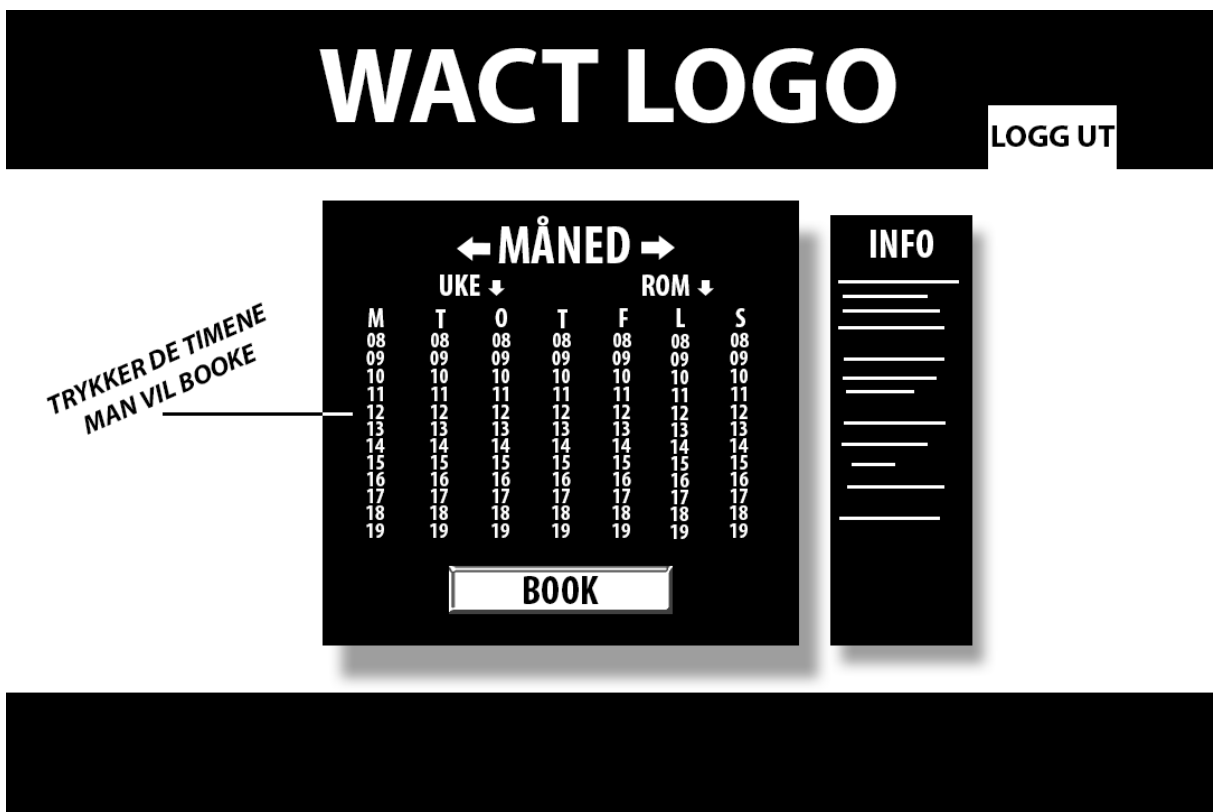 WACT LOGO
LOGG UT
MÅNED
UKE ROM
M T O T F L S
08 08 08 08 08 08 08
09 09 09 09 09 09 09
10 10 10 10 10 10 10
11 11 11 11 11 11 11
12 12 12 12 12 12 12
13 13 13 13 13 13 13
14 14 14 14 14 14 14
15 15 15 15 15 15 15
16 16 16 16 16 16 16
17 17 17 17 17 17 17
18 18 18 18 18 18 18
19 19 19 19 19 19 19
BOOK
INFO
TRYKKER DE TIMENE
MAN VIL BOOKE